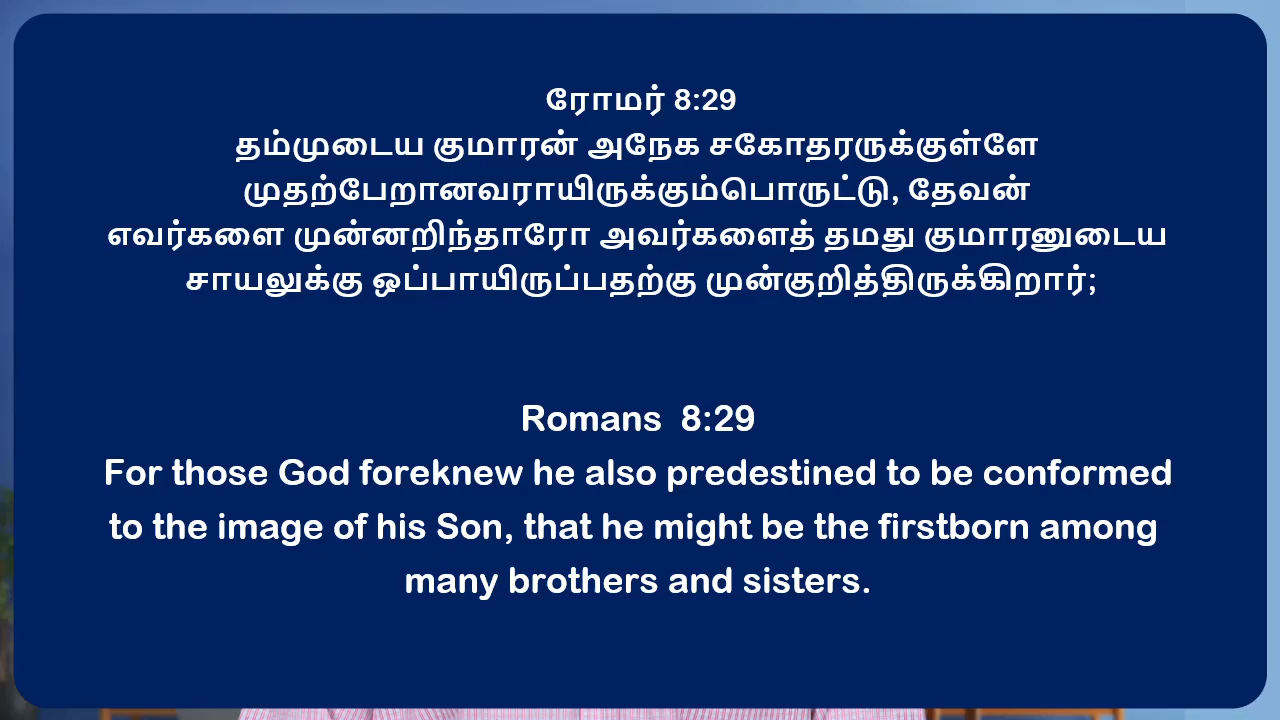 ரோமர் 8:29
தம்முடைய குமாரன் அநேக சகோதரருக்குள்ளே
முதற்பேறானவராயிருக்கும்பொருட்டு, தேவன்
எவர்களை முன்னறிந்தாரோ அவர்களைத் தமது குமாரனுடைய
சாயலுக்கு ஒப்பாயிருப்பதற்கு முன்குறித்திருக்கிறார்;
Romans 8:29
For those God foreknew he also predestined to be conformed
to the image of his Son, that he might be the firstborn among
many brothers and sisters.